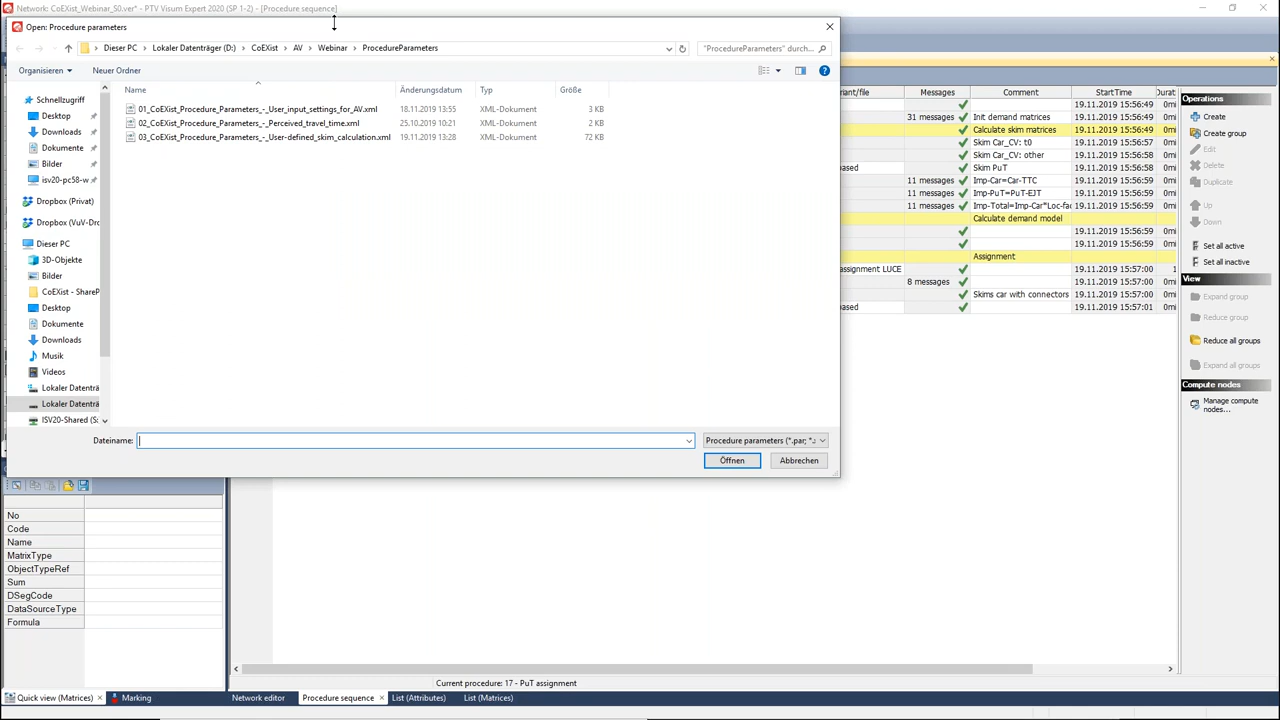 Network: CoEXist_Webinar_S0.ver* - PTV Visum Expert 2020 (SP 1-2) - [Procedure sequence]
Open: Procedure parameters
Dieser PC
Lokaler Datenträger (D:)
CoEXist
AV
Webinar
ProcedureParameters
"ProcedureParameters" durch...
Organisieren
Neuer Ordner
Name
Änderungsdatum
Typ
Größe
01_CoEXist_Procedure_Parameters_-_User_input_settings_for_AV.xml 18.11.2019 13:55 XML-Dokument 3 KB
02_CoEXist_Procedure_Parameters_-_Perceived_travel_time.xml 25.10.2019 10:21 XML-Dokument 2 KB
03_CoEXist_Procedure_Parameters_-_User-defined_skim_calculation.xml 19.11.2019 13:28 XML-Dokument 72 KB
Schnellzugriff
Desktop
Downloads
Dokumente
Bilder
isv20-pc58-w
Dropbox (Privat)
Dropbox (VuV-Dro
Dieser PC
3D-Objekte
Bilder
CoEXist - ShareP
Desktop
Dokumente
Downloads
Musik
Videos
Lokaler Datenträ
Lokaler Datenträ
ISV20-Shared (S:
Dateiname:
Procedure parameters (*.par; *.
Öffnen
Abbrechen
riant/file Messages Comment StartTime Durat
19.11.2019 15:56:49 0mi
31 messages Init demand matrices 19.11.2019 15:56:49 0mi
Calculate skim matrices 19.11.2019 15:56:49 0mi
Skim Car_CV: t0 19.11.2019 15:56:57 0mi
Skim Car_CV: other 19.11.2019 15:56:58 0mi
ased Skim PuT 19.11.2019 15:56:58 0mi
11 messages Imp-Car=Car-TTC 19.11.2019 15:56:59 0mi
11 messages Imp-PuT=PuT-EJT 19.11.2019 15:56:59 0mi
11 messages Imp-Total=Imp-Car*Loc-fac 19.11.2019 15:56:59 0mi
Calculate demand model
19.11.2019 15:56:59 0mi
19.11.2019 15:56:59 0mi
Assignment
assignment LUCE 19.11.2019 15:57:00 1
8 messages 19.11.2019 15:57:00 0mi
Skims car with connectors 19.11.2019 15:57:00 0mi
ased 19.11.2019 15:57:01 0mi
Operations
Create
Create group
Edit
Delete
Duplicate
Up
Down
Set all active
Set all inactive
View
Expand group
Reduce group
Reduce all groups
Expand all groups
Compute nodes
Manage compute nodes...
No
Code
Name
MatrixType
ObjectTypeRef
Sum
DSegCode
DataSourceType
Formula
Current procedure: 17 - PuT assignment
Quick view (Matrices)
Marking
Network editor
Procedure sequence
List (Attributes)
List (Matrices)